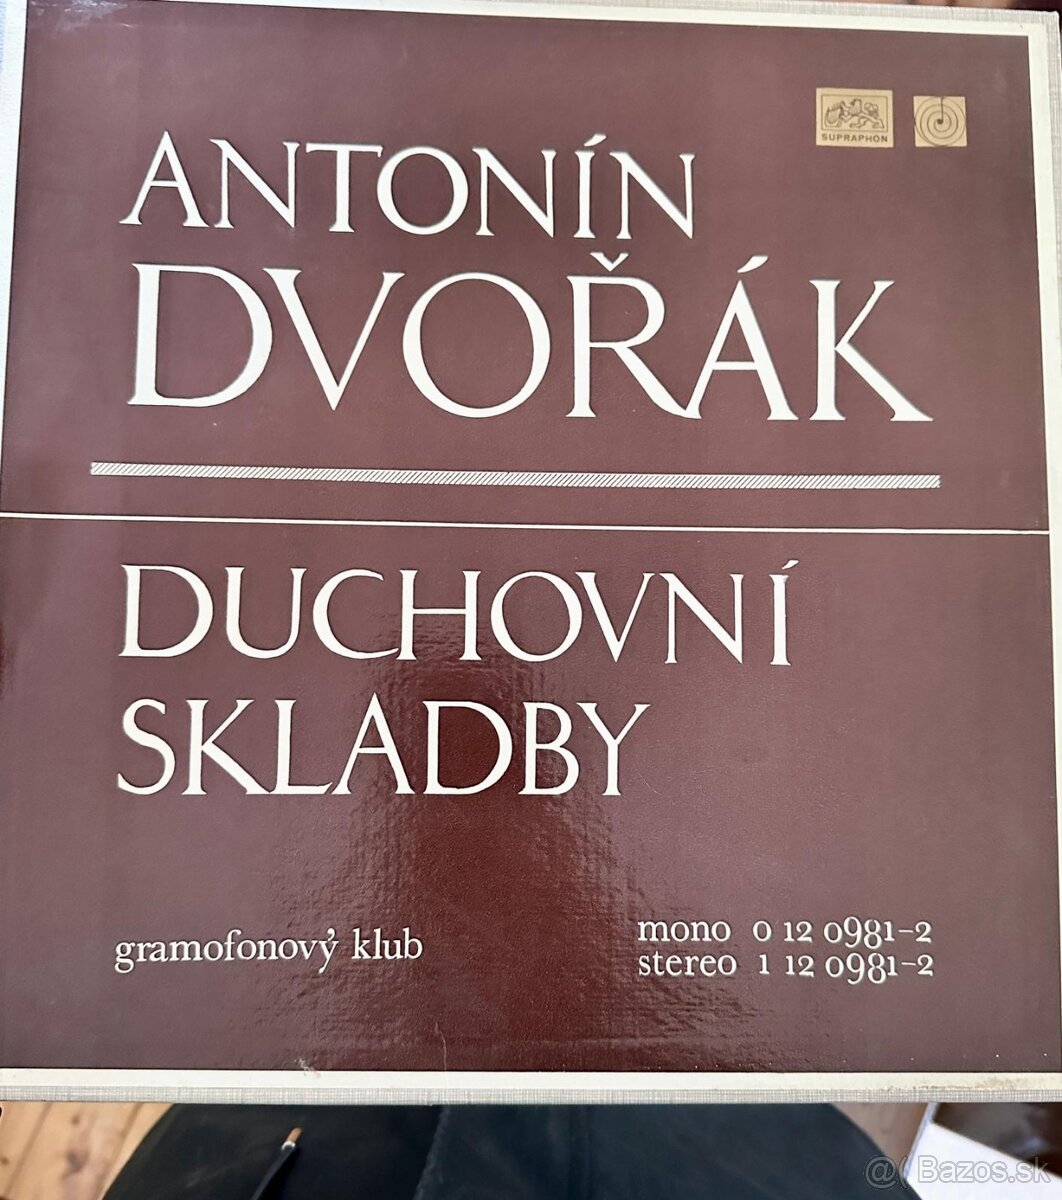 SUPRAPHON
ANTONÍN
DVOŘÁK
DUCHOVNÍ
SKLADBY
gramofonový klub
mono 0 12 0981-2
stereo 1 12 0981-2
Bazos.sk